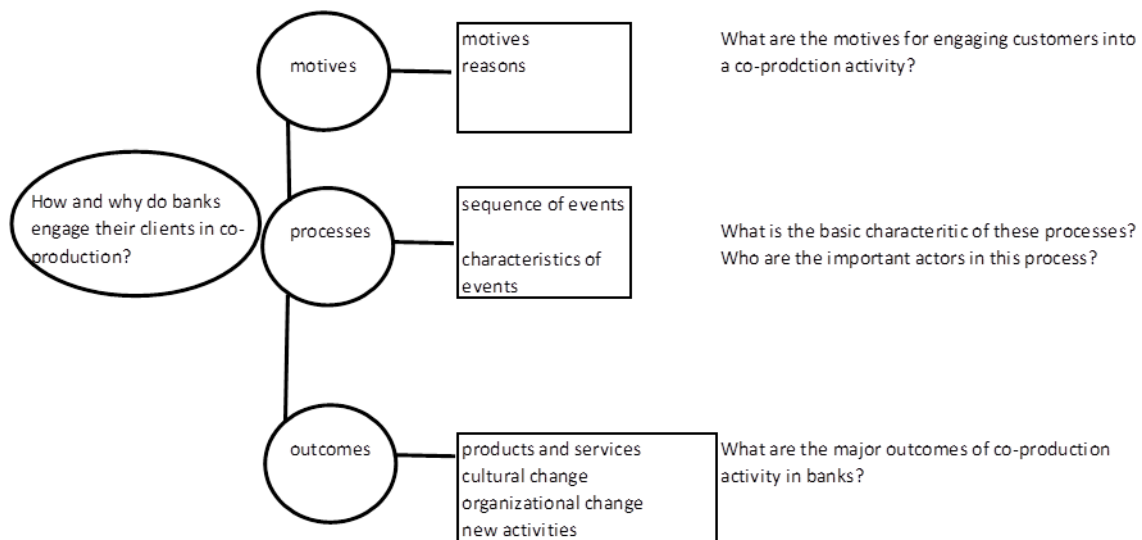 motives
motives
reasons
What are the motives for engaging customers into
a co-prodction activity?
How and why do banks
engage their clients in co-
production?
processes
sequence of events
characteristics of
events
What is the basic characteritic of these processes?
Who are the important actors in this process?
outcomes
products and services
cultural change
organizational change
new activities
What are the major outcomes of co-production
activity in banks?